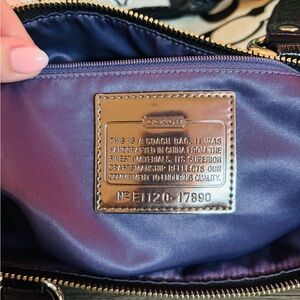 COACH
THIS IS A COACH BAG. IT WAS
HANDCRAFTED IN CHINA FROM THE
FINEST MATERIALS. ITS SUPERIOR
CRAFTSMANSHIP REFLECTS OUR
COMMITMENT TO ENDURING QUALITY.
Nº E1120-17890